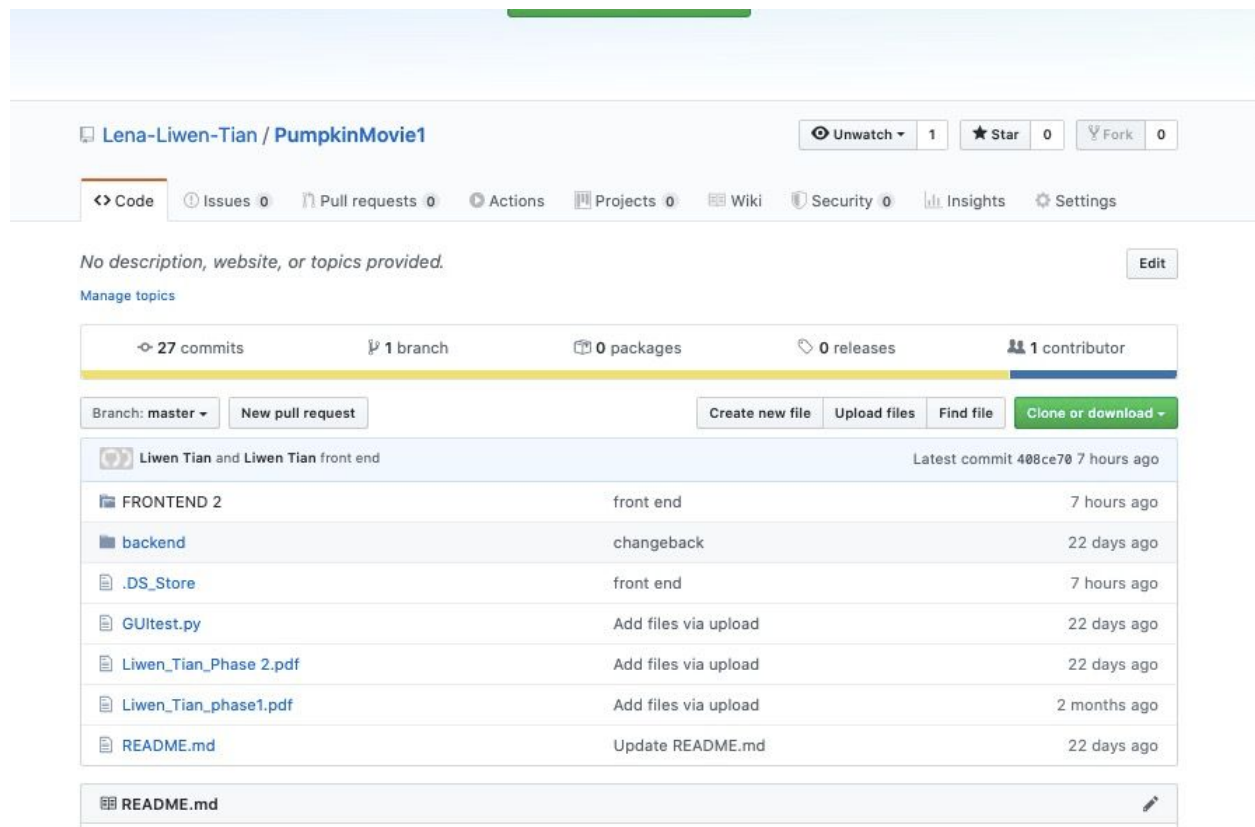 Lena-Liwen-Tian / PumpkinMovie1 Unwatch 1 Star 0 Fork 0
Code Issues 0 Pull requests 0 Actions Projects 0 Wiki Security 0 Insights Settings
No description, website, or topics provided. Edit
Manage topics
27 commits 1 branch 0 packages 0 releases 1 contributor
Branch: master New pull request Create new file Upload files Find file Clone or download
Liwen Tian and Liwen Tian front end Latest commit 408ce70 7 hours ago
FRONTEND 2 front end 7 hours ago
backend changeback 22 days ago
.DS_Store front end 7 hours ago
GUItest.py Add files via upload 22 days ago
Liwen_Tian_Phase 2.pdf Add files via upload 22 days ago
Liwen_Tian_phase1.pdf Add files via upload 2 months ago
README.md Update README.md 22 days ago
README.md